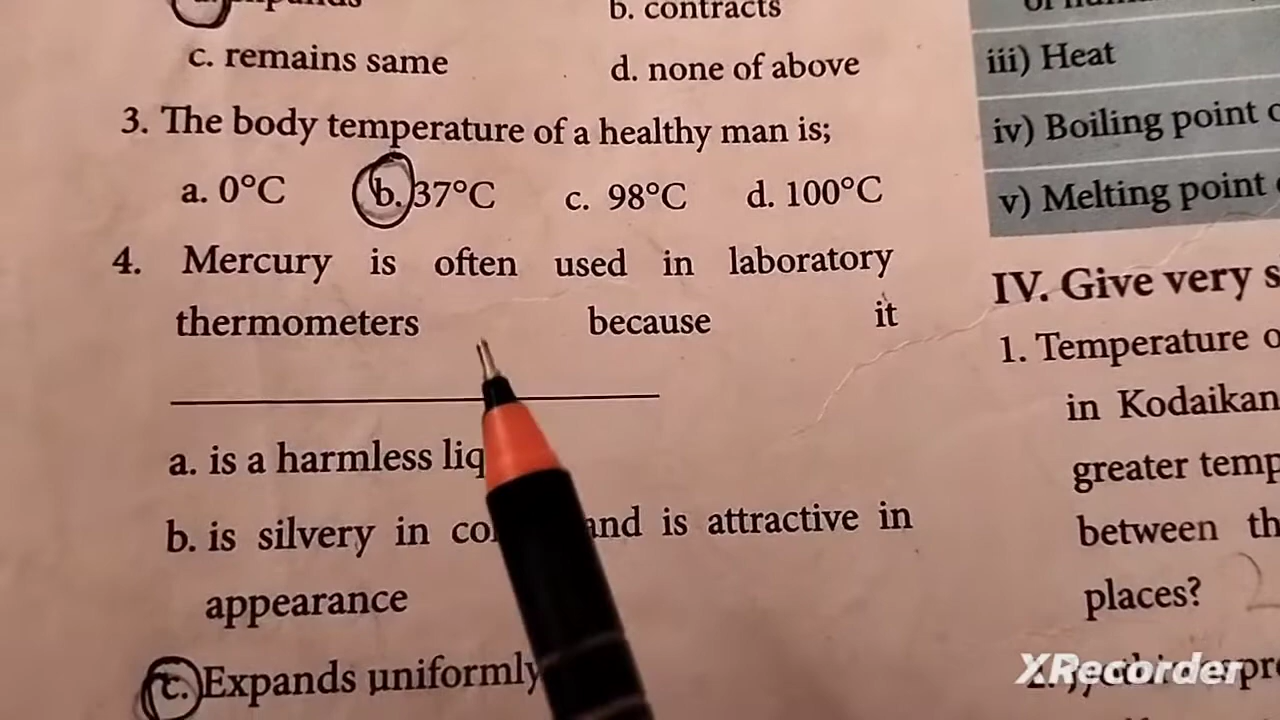 b. contracts
c. remains same
d. none of above
3. The body temperature of a healthy man is;
a. 0°C b. 37°C c. 98°C d. 100°C
4. Mercury is often used in laboratory
thermometers because it
a. is a harmless liq
b. is silvery in co and is attractive in
appearance
c. Expands uniformly
iii) Heat
iv) Boiling point
v) Melting point
IV. Give very s
1. Temperature o
in Kodaikan
greater temp
between th
places?
XRecorder